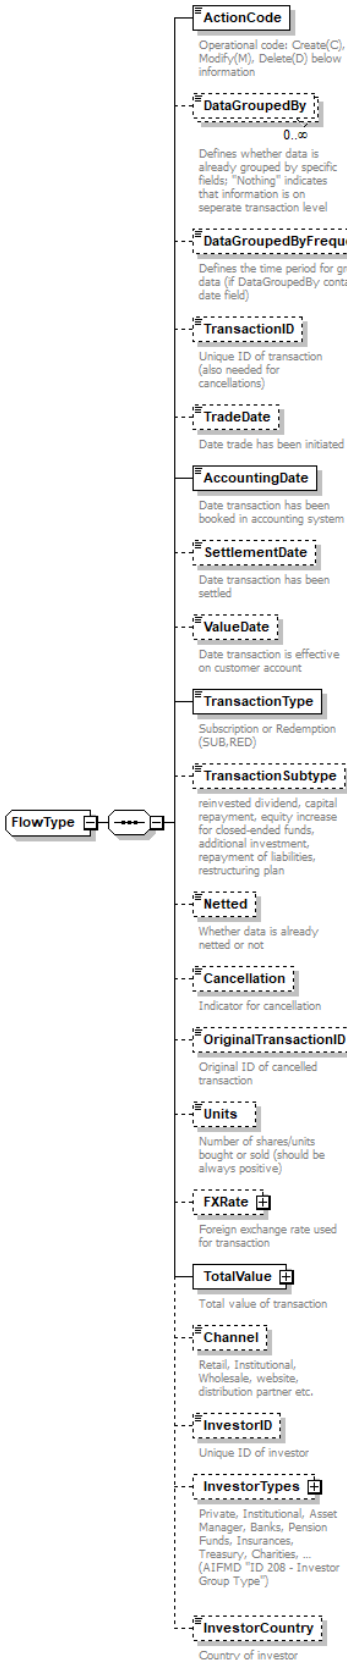 ActionCode
Operational code: Create(C),
Modify(M), Delete(D) below
information
DataGroupedBy
0..∞
Defines whether data is
already grouped by specific
fields; "Nothing" indicates
that information is on
seperate transaction level
DataGroupedByFreque
Defines the time period for gr
data (if DataGroupedBy conta
date field)
TransactionID
Unique ID of transaction
(also needed for
cancellations)
TradeDate
Date trade has been initiated
AccountingDate
Date transaction has been
booked in accounting system
SettlementDate
Date transaction has been
settled
ValueDate
Date transaction is effective
on customer account
TransactionType
Subscription or Redemption
(SUB,RED)
TransactionSubtype
reinvested dividend, capital
repayment, equity increase
for closed-ended funds,
additional investment,
repayment of liabilities,
restructuring plan
FlowType
Netted
Whether data is already
netted or not
Cancellation
Indicator for cancellation
OriginalTransactionID
Original ID of cancelled
transaction
Units
Number of shares/units
bought or sold (should be
always positive)
FXRate
Foreign exchange rate used
for transaction
TotalValue
Total value of transaction
Channel
Retail, Institutional,
Wholesale, website,
distribution partner etc.
InvestorID
Unique ID of investor
InvestorTypes
Private, Institutional, Asset
Manager, Banks, Pension
Funds, Insurances,
Treasury, Charities, ...
(AIFMD "ID 208 - Investor
Group Type")
InvestorCountry
Country of investor